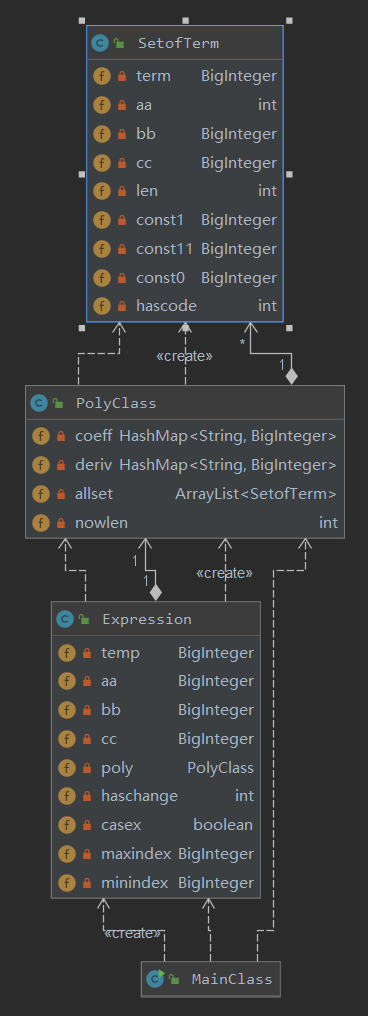 SetofTerm
term BigInteger
aa int
bb BigInteger
cc BigInteger
len int
const1 BigInteger
const11 BigInteger
const0 BigInteger
hascode int
«create»
*
1
PolyClass
coeff HashMap<String, BigInteger>
deriv HashMap<String, BigInteger>
allset ArrayList<SetofTerm>
nowlen int
1
«create»
1
Expression
temp BigInteger
aa BigInteger
bb BigInteger
cc BigInteger
poly PolyClass
haschange int
casex boolean
maxindex BigInteger
minindex BigInteger
«create»
MainClass